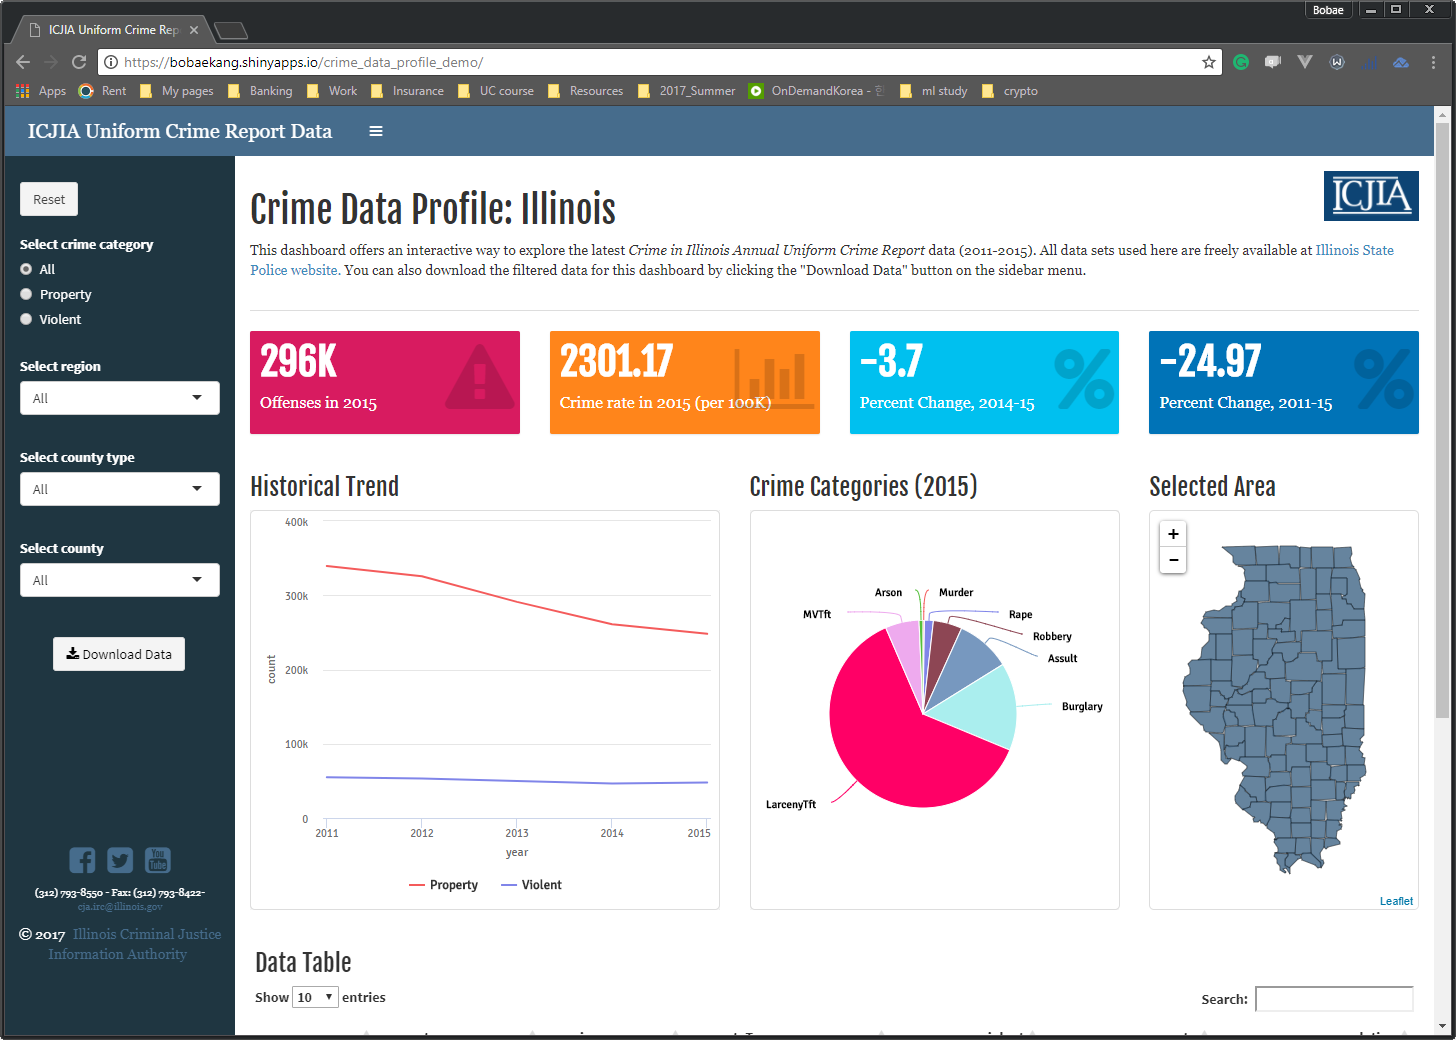 Bobae
ICJIA Uniform Crime Rep
https://bobaekang.shinyapps.io/crime_data_profile_demo/
Apps Rent My pages Banking Work Insurance UC course Resources 2017_Summer OnDemandKorea - ml study crypto
ICJIA Uniform Crime Report Data
Reset
Select crime category
All
Property
Violent
Select region
All
Select county type
All
Select county
All
Download Data
(312) 793-8550 - Fax: (312) 793-8422-
cja.irc@illinois.gov
© 2017 Illinois Criminal Justice
Information Authority
ICJIA
Crime Data Profile: Illinois
This dashboard offers an interactive way to explore the latest Crime in Illinois Annual Uniform Crime Report data (2011-2015). All data sets used here are freely available at Illinois State
Police website. You can also download the filtered data for this dashboard by clicking the "Download Data" button on the sidebar menu.
296K
Offenses in 2015
2301.17
Crime rate in 2015 (per 100K)
-3.7
Percent Change, 2014-15
-24.97
Percent Change, 2011-15
Historical Trend
400k
300k
200k
100k
0
count
2011 2012 2013 2014 2015
year
Property Violent
Crime Categories (2015)
Arson Murder
MVTft Rape
Robbery
Assult
Burglary
LarcenyTft
Selected Area
+
-
Leaflet
Data Table
Show 10 entries
Search: